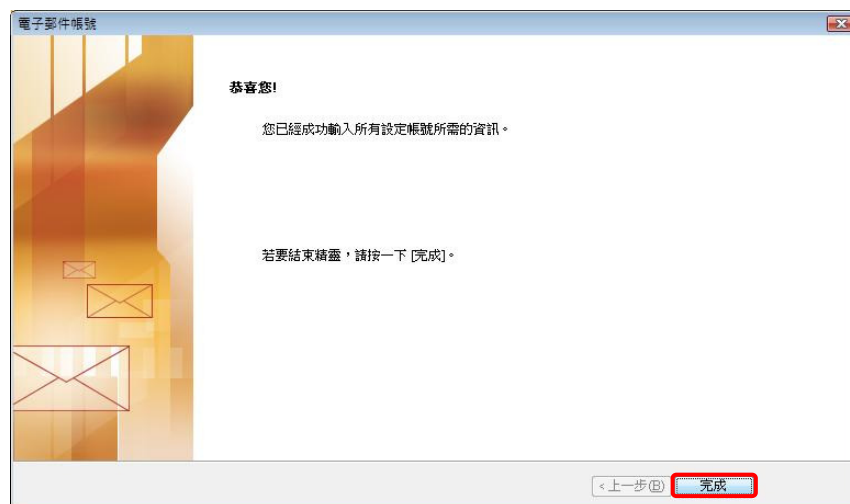 電子郵件帳號
恭喜您!
您已經成功輸入所有設定帳號所需的資訊。
若要結束精靈，請按一下 [完成]。
<上一步(B)
完成